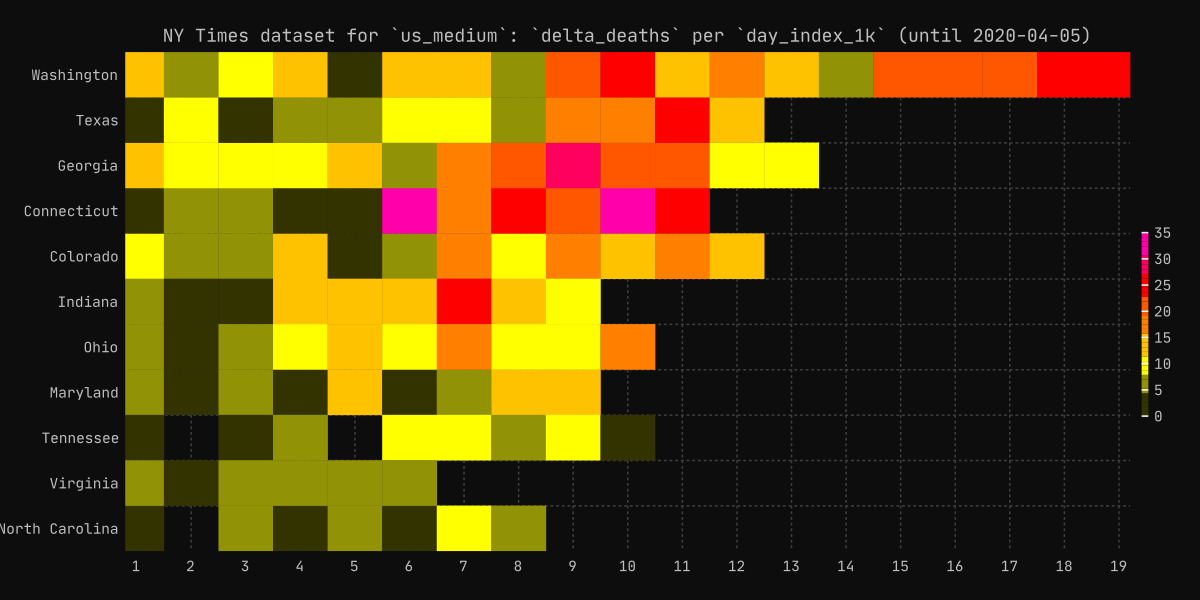 NY Times dataset for `us_medium`: `delta_deaths` per `day_index_1k` (until 2020-04-05)
Washington
Texas
Georgia
Connecticut
Colorado
Indiana
Ohio
Maryland
Tennessee
Virginia
North Carolina
1 2 3 4 5 6 7 8 9 10 11 12 13 14 15 16 17 18 19
35
30
25
20
15
10
5
0